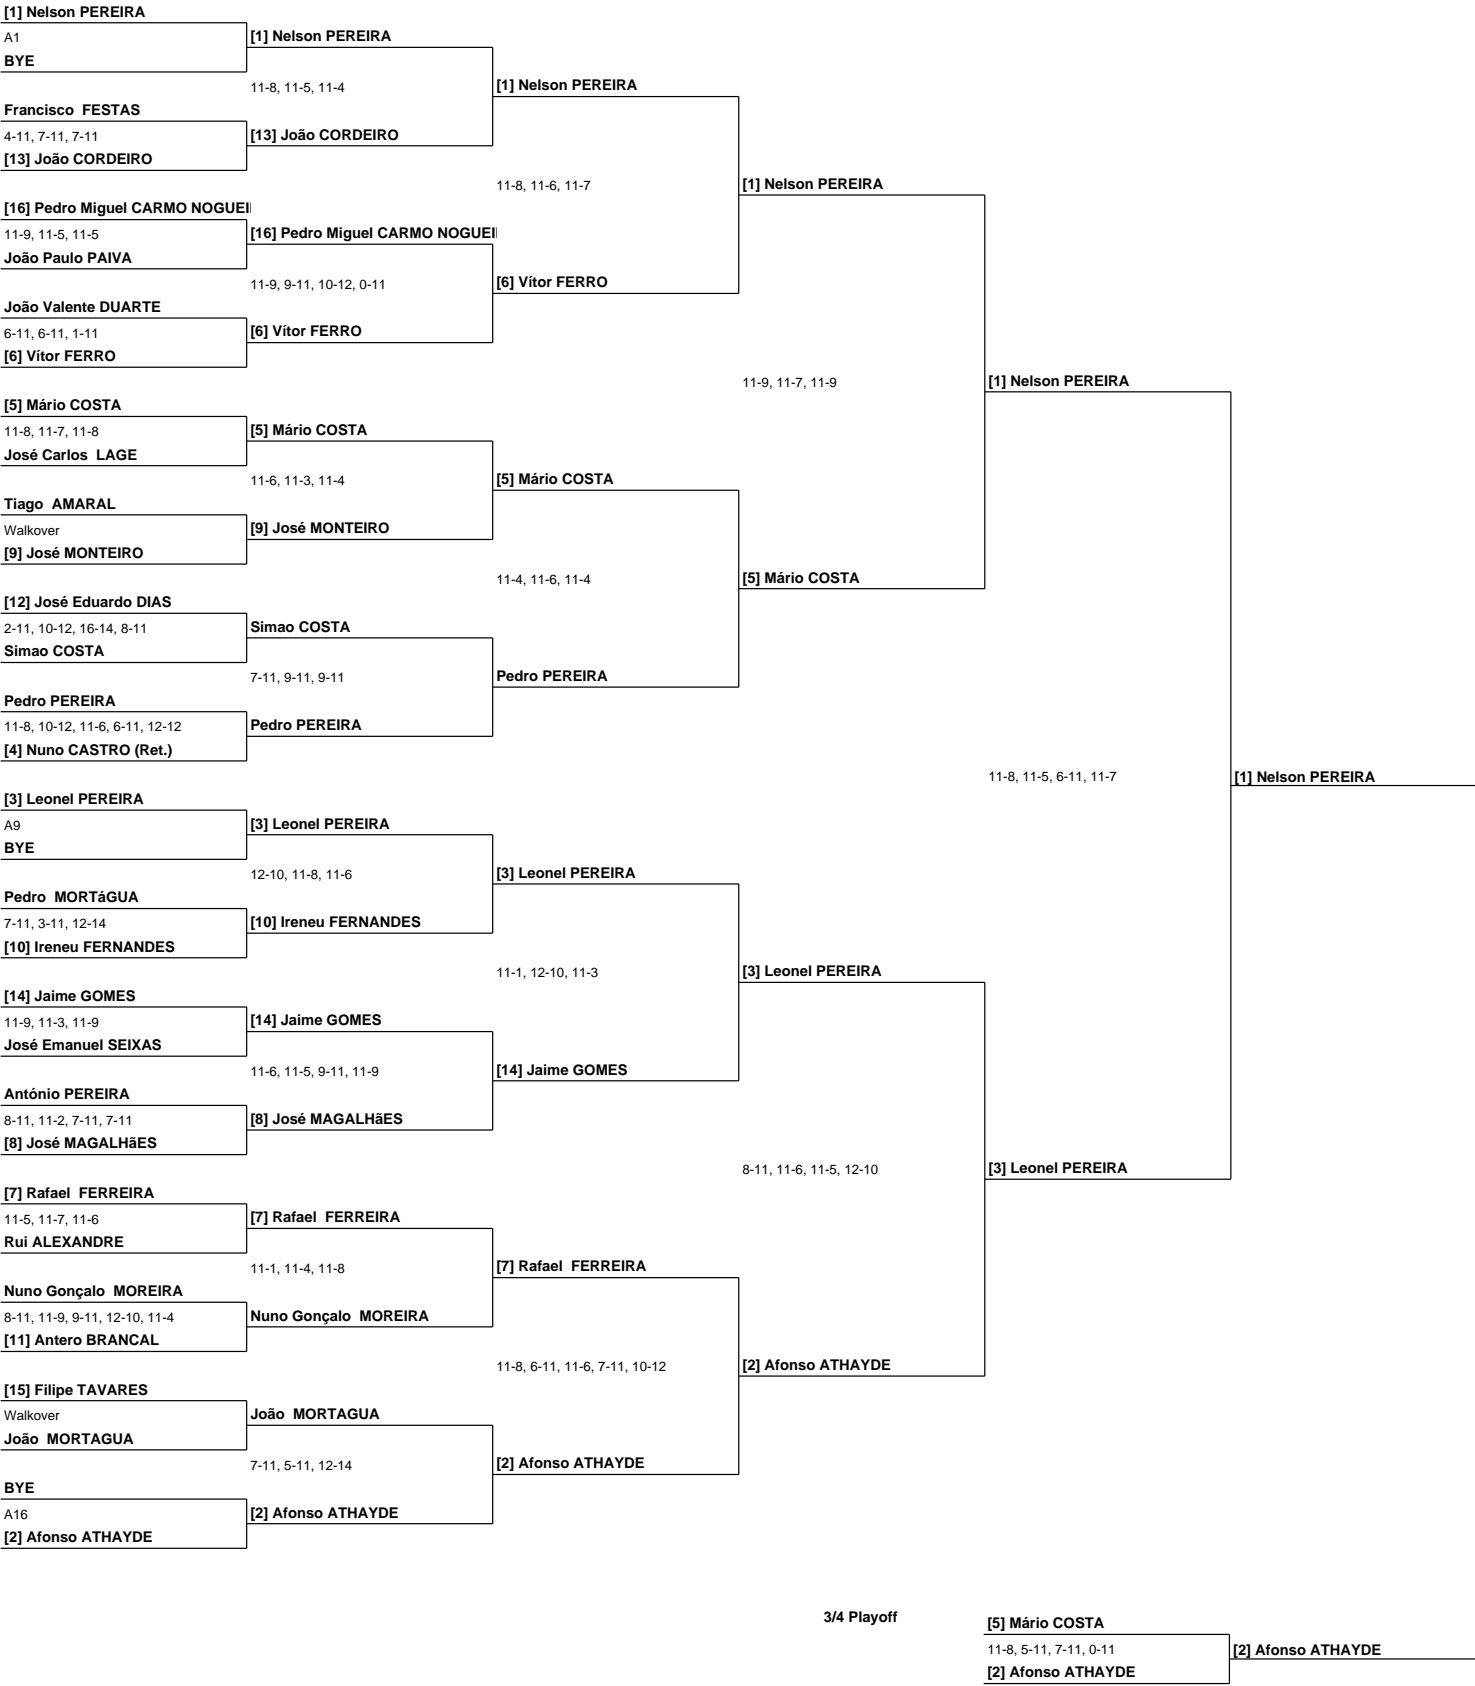 [1] Nelson PEREIRA
A1
BYE
Francisco  FESTAS
4-11, 7-11, 7-11
[13] João CORDEIRO
[16] Pedro Miguel CARMO NOGUEI
11-9, 11-5, 11-5
João Paulo PAIVA
João Valente DUARTE
6-11, 6-11, 1-11
[6] Vítor FERRO
[5] Mário COSTA
11-8, 11-7, 11-8
José Carlos  LAGE
Tiago  AMARAL
Walkover
[9] José MONTEIRO
[12] José Eduardo DIAS
2-11, 10-12, 16-14, 8-11
Simao COSTA
Pedro PEREIRA
11-8, 10-12, 11-6, 6-11, 12-12
[4] Nuno CASTRO (Ret.)
[3] Leonel PEREIRA
A9
BYE
Pedro  MORTáGUA
7-11, 3-11, 12-14
[10] Ireneu FERNANDES
[14] Jaime GOMES
11-9, 11-3, 11-9
José Emanuel SEIXAS
António PEREIRA
8-11, 11-2, 7-11, 7-11
[8] José MAGALHãES
[7] Rafael  FERREIRA
11-5, 11-7, 11-6
Rui ALEXANDRE
Nuno Gonçalo  MOREIRA
8-11, 11-9, 9-11, 12-10, 11-4
[11] Antero BRANCAL
[15] Filipe TAVARES
Walkover
João  MORTAGUA
BYE
A16
[2] Afonso ATHAYDE
[1] Nelson PEREIRA
11-8, 11-5, 11-4
[13] João CORDEIRO
[16] Pedro Miguel CARMO NOGUEI
11-9, 9-11, 10-12, 0-11
[6] Vítor FERRO
[5] Mário COSTA
11-6, 11-3, 11-4
[9] José MONTEIRO
Simao COSTA
7-11, 9-11, 9-11
Pedro PEREIRA
[3] Leonel PEREIRA
12-10, 11-8, 11-6
[10] Ireneu FERNANDES
[14] Jaime GOMES
11-6, 11-5, 9-11, 11-9
[8] José MAGALHãES
[7] Rafael  FERREIRA
11-1, 11-4, 11-8
Nuno Gonçalo  MOREIRA
João  MORTAGUA
7-11, 5-11, 12-14
[2] Afonso ATHAYDE
[1] Nelson PEREIRA
11-8, 11-6, 11-7
[6] Vítor FERRO
[5] Mário COSTA
11-4, 11-6, 11-4
Pedro PEREIRA
[3] Leonel PEREIRA
11-1, 12-10, 11-3
[14] Jaime GOMES
[7] Rafael  FERREIRA
11-8, 6-11, 11-6, 7-11, 10-12
[2] Afonso ATHAYDE
[1] Nelson PEREIRA
11-9, 11-7, 11-9
[5] Mário COSTA
[3] Leonel PEREIRA
8-11, 11-6, 11-5, 12-10
[2] Afonso ATHAYDE
[1] Nelson PEREIRA
11-8, 11-5, 6-11, 11-7
[3] Leonel PEREIRA
[1] Nelson PEREIRA
3/4 Playoff
[5] Mário COSTA
11-8, 5-11, 7-11, 0-11
[2] Afonso ATHAYDE
[2] Afonso ATHAYDE